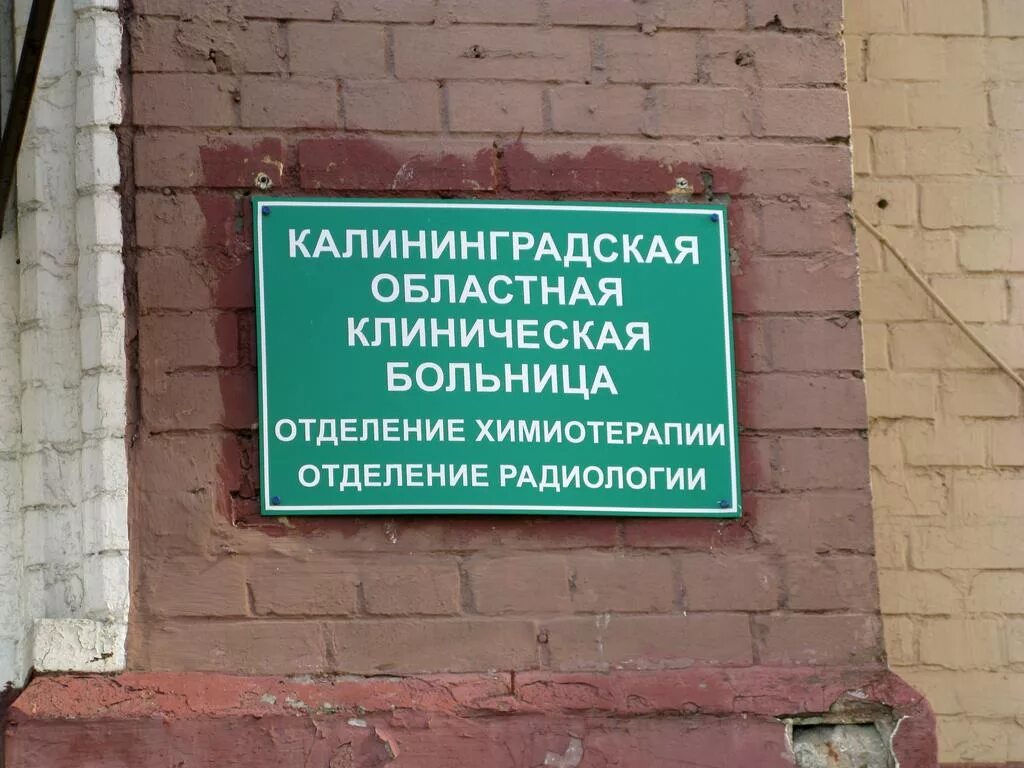 КАЛИНИНГРАДСКАЯ
ОБЛАСТНАЯ
КЛИНИЧЕСКАЯ
БОЛЬНИЦА
ОТДЕЛЕНИЕ ХИМИОТЕРАПИИ
ОТДЕЛЕНИЕ РАДИОЛОГИИ